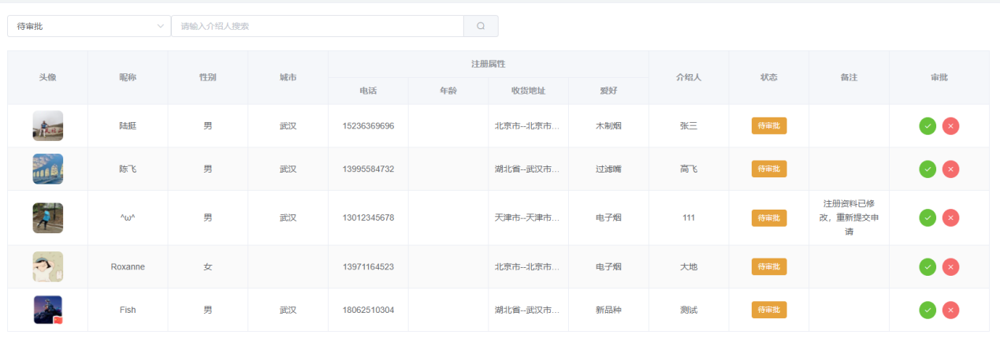 待审批 请输入介绍人搜索
头像 昵称 性别 城市 注册属性 介绍人 状态 备注 审批
电话 年龄 收货地址 爱好
陆挺 男 武汉 15236369696 北京市--北京市... 木制烟 张三 待审批
陈飞 男 武汉 13995584732 湖北省--武汉市... 过滤嘴 高飞 待审批
^ω^ 男 武汉 13012345678 天津市--天津市... 电子烟 111 待审批 注册资料已修
改，重新提交申
请
Roxanne 女 13971164523 北京市--北京市... 电子烟 大地 待审批
Fish 男 武汉 18062510304 湖北省--武汉市... 新品种 测试 待审批